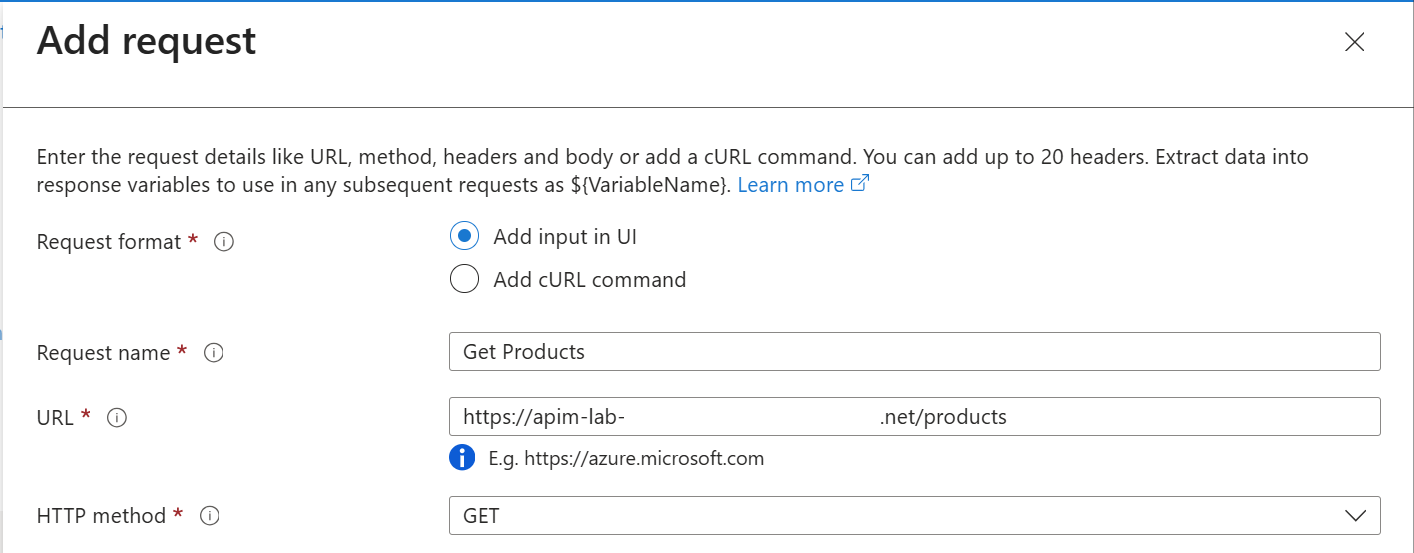 Add request
Enter the request details like URL, method, headers and body or add a cURL command. You can add up to 20 headers. Extract data into
response variables to use in any subsequent requests as ${VariableName}. Learn more
Request format *
Add input in UI
Add cURL command
Request name *
Get Products
URL *
https://apim-lab- .net/products
E.g. https://azure.microsoft.com
HTTP method *
GET